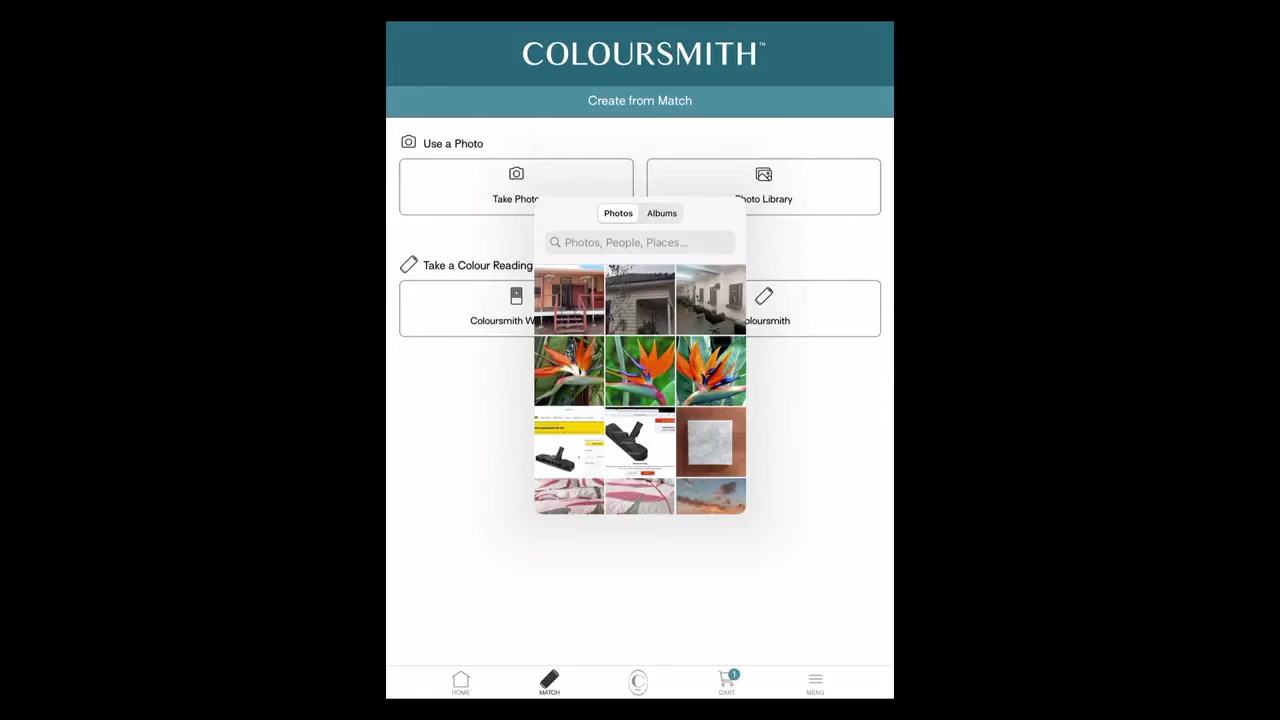 COLOURSMITH™
Create from Match
Use a Photo
Take Photo
Photo Library
Photos Albums
Photos, People, Places...
Take a Colour Reading
Coloursmith W
oloursmith
HOME
MATCH
1
CART
MENU